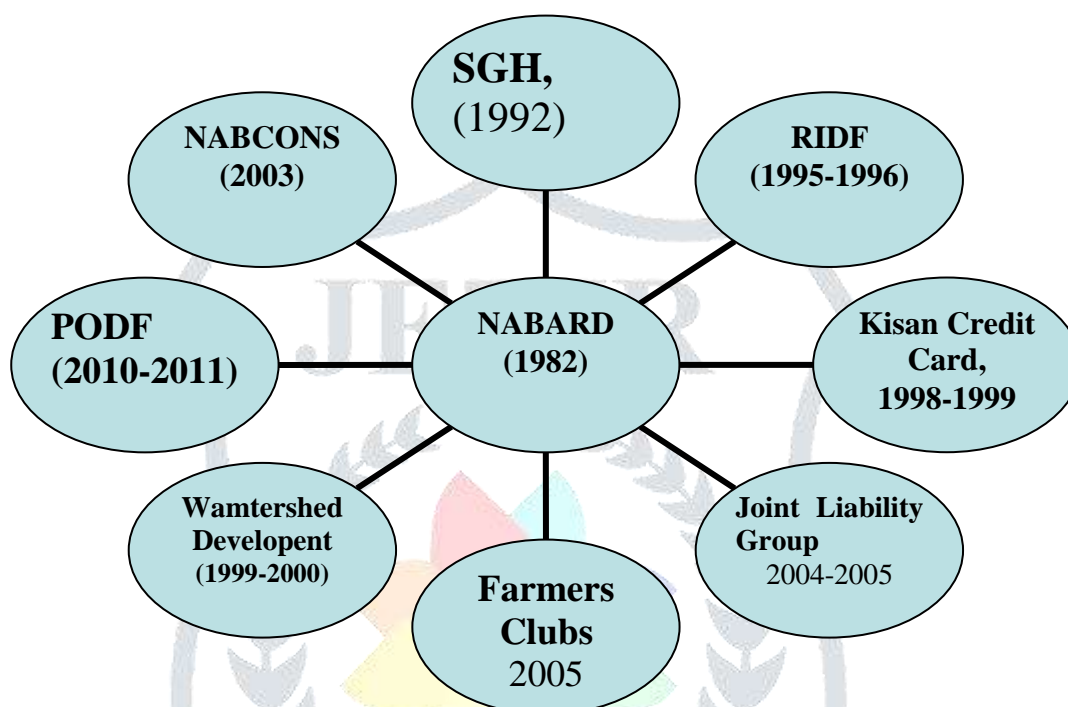 SGH,
(1992)
NABCONS
(2003)
RIDF
(1995-1996)
PODF
(2010-2011)
NABARD
(1982)
Kisan Credit
Card,
1998-1999
Wamtershed
Developent
(1999-2000)
Joint Liability
Group
2004-2005
Farmers
Clubs
2005